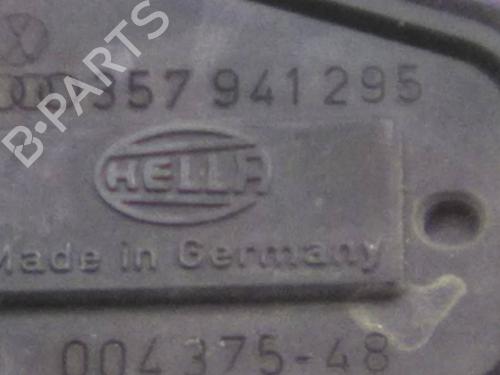 B-PARTS
357 941 295
HELLA
Made in Germany
004 375-48